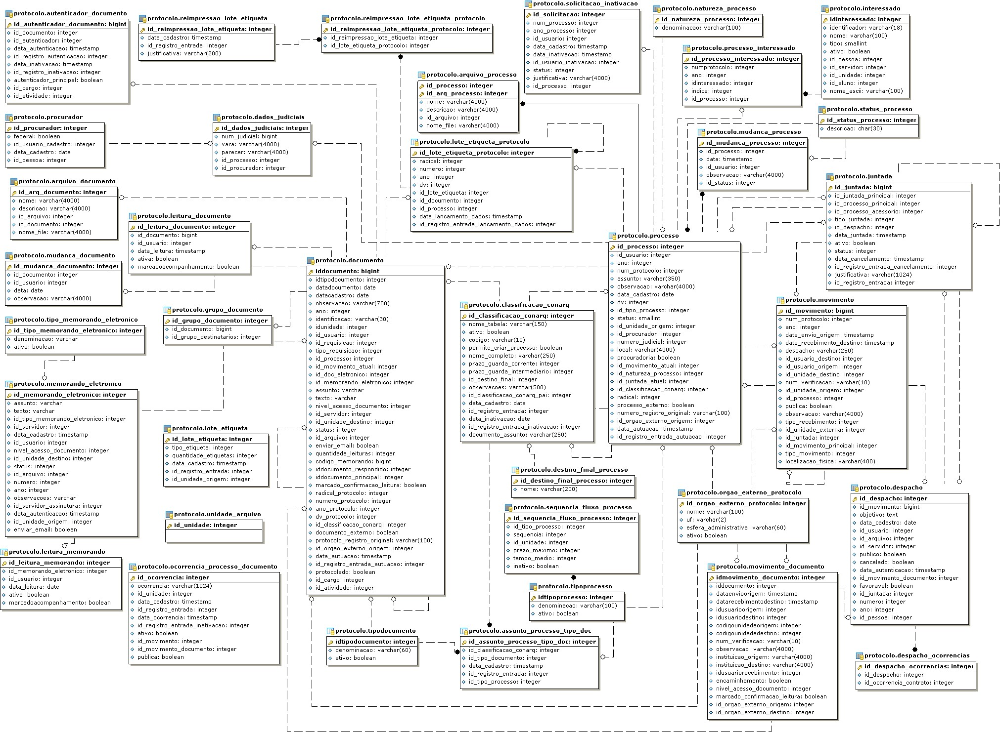 protocolo.autenticador_documento
id_autenticador_documento: bigint
id_documento: integer
id_autenticador: integer
data_autenticacao: timestamp
id_registro_autenticacao: integer
data_inativacao: timestamp
id_registro_inativacao: integer
autenticador_principal: boolean
id_cargo: integer
id_atividade: integer
protocolo.reimpressao_lote_etiqueta
id_reimpressao_lote_etiqueta: integer
data_cadastro: timestamp
id_registro_entrada: integer
justificativa: varchar(200)
protocolo.reimpressao_lote_etiqueta_protocolo
id_reimpressao_lote_etiqueta_protocolo: integer
id_reimpressao_lote_etiqueta: integer
id_lote_etiqueta_protocolo: integer
protocolo.solicitacao_inativacao
id_solicitacao: integer
num_processo: integer
ano_processo: integer
id_usuario: integer
data_cadastro: timestamp
data_inativacao: timestamp
id_usuario_inativacao: integer
status: integer
justificativa: varchar(4000)
id_processo: integer
protocolo.natureza_processo
id_natureza_processo: integer
denominacao: varchar(100)
protocolo.interessado
idinteressado: integer
identificador: varchar(18)
nome: varchar(100)
tipo: smallint
ativo: boolean
id_pessoa: integer
id_servidor: integer
id_unidade: integer
id_aluno: integer
nome_ascii: varchar(100)
protocolo.processo_interessado
id_processo_interessado: integer
numprotocolo: integer
ano: integer
idinteressado: integer
indice: integer
id_processo: integer
protocolo.arquivo_processo
id_processo: integer
id_arq_processo: integer
nome: varchar(4000)
descricao: varchar(4000)
id_arquivo: integer
nome_file: varchar(4000)
protocolo.status_processo
id_status_processo: integer
descricao: char(30)
protocolo.procurador
id_procurador: integer
federal: boolean
id_usuario_cadastro: integer
data_cadastro: date
id_pessoa: integer
protocolo.dados_judiciais
id_dados_judiciais: integer
num_judicial: bigint
vara: varchar(4000)
parecer: varchar(4000)
id_processo: integer
id_procurador: integer
protocolo.mudanca_processo
id_mudanca_processo: integer
id_processo: integer
data: timestamp
id_usuario: integer
observacao: varchar(4000)
id_status: integer
protocolo.lote_etiqueta_protocolo
id_lote_etiqueta_protocolo: integer
radical: integer
numero: integer
ano: integer
dv: integer
id_lote_etiqueta: integer
id_documento: integer
id_processo: integer
data_lancamento_dados: timestamp
id_registro_entrada_lancamento_dados: integer
protocolo.juntada
id_juntada: bigint
id_juntada_principal: integer
id_processo_principal: integer
id_processo_acessorio: integer
tipo_juntada: integer
id_despacho: integer
data_juntada: timestamp
ativo: boolean
status: integer
data_cancelamento: timestamp
id_registro_entrada_cancelamento: integer
justificativa: varchar(1024)
id_registro_entrada: integer
protocolo.arquivo_documento
id_arq_documento: integer
nome: varchar(4000)
descricao: varchar(4000)
id_arquivo: integer
id_documento: integer
nome_file: varchar(4000)
protocolo.leitura_documento
id_leitura_documento: integer
id_documento: bigint
id_usuario: integer
data_leitura: timestamp
ativa: boolean
marcadoacompanhamento: boolean
protocolo.mudanca_documento
id_mudanca_documento: integer
id_documento: integer
id_usuario: integer
data: date
observacao: varchar(4000)
protocolo.processo
id_processo: integer
id_usuario: integer
ano: integer
num_protocolo: integer
assunto: varchar(350)
observacao: varchar(4000)
data_cadastro: date
dv: integer
id_tipo_processo: integer
status: smallint
id_unidade_origem: integer
id_procurador: integer
numero_judicial: integer
local: varchar(4000)
procuradoria: boolean
id_movimento_atual: integer
id_natureza_processo: integer
id_juntada_atual: integer
id_classificacao_conarq: integer
radical: integer
processo_externo: boolean
numero_registro_original: varchar(100)
id_orgao_externo_origem: integer
data_autuacao: timestamp
id_registro_entrada_autuacao: integer
protocolo.documento
iddocumento: bigint
idtipodocumento: integer
datadocumento: date
datacadastro: date
observacao: varchar(700)
ano: integer
identificacao: varchar(30)
idunidade: integer
id_usuario: integer
id_requisicao: integer
tipo_requisicao: integer
id_processo: integer
id_movimento_atual: integer
id_doc_eletronico: integer
id_memorando_eletronico: integer
assunto: varchar
texto: varchar
nivel_acesso_documento: integer
id_servidor: integer
id_unidade_destino: integer
status: integer
id_arquivo: integer
enviar_email: boolean
quantidade_leituras: integer
codigo_memorando: bigint
iddocumento_respondido: integer
iddocumento_principal: integer
marcado_confirmacao_leitura: boolean
radical_protocolo: integer
numero_protocolo: integer
ano_protocolo: integer
dv_protocolo: integer
id_classificacao_conarq: integer
documento_externo: boolean
protocolo_registro_original: varchar(100)
id_orgao_externo_origem: integer
data_autuacao: timestamp
id_registro_entrada_autuacao: integer
protocolado: boolean
id_cargo: integer
id_atividade: integer
protocolo.classificacao_conarq
id_classificacao_conarq: integer
nome_tabela: varchar(150)
ativo: boolean
codigo: varchar(10)
permite_criar_processo: boolean
nome_completo: varchar(250)
prazo_guarda_corrente: integer
prazo_guarda_intermediario: integer
id_destino_final: integer
observacoes: varchar(500)
id_classificacao_conarq_pai: integer
data_cadastro: date
id_registro_entrada: integer
data_inativacao: date
id_registro_entrada_inativacao: integer
documento_assunto: varchar(250)
protocolo.movimento
id_movimento: bigint
num_protocolo: integer
ano: integer
data_envio_origem: timestamp
data_recebimento_destino: timestamp
despacho: varchar(250)
id_usuario_destino: integer
id_usuario_origem: integer
id_unidade_destino: integer
num_verificacao: varchar(10)
id_unidade_origem: integer
id_processo: integer
publica: boolean
observacao: varchar(4000)
tipo_recebimento: integer
id_unidade_externa: integer
id_juntada: integer
id_movimento_principal: integer
tipo_movimento: integer
localizacao_fisica: varchar(400)
protocolo.grupo_documento
id_grupo_documento: integer
id_documento: bigint
id_grupo_destinatarios: integer
protocolo.tipo_memorando_eletronico
id_tipo_memorando_eletronico: integer
denominacao: varchar
ativo: boolean
protocolo.memorando_eletronico
id_memorando_eletronico: integer
assunto: varchar
texto: varchar
id_tipo_memorando_eletronico: integer
id_servidor: integer
data_cadastro: timestamp
id_usuario: integer
nivel_acesso_documento: integer
id_unidade_destino: integer
status: integer
id_arquivo: integer
numero: integer
ano: integer
observacoes: varchar
id_servidor_assinatura: integer
data_autenticacao: timestamp
id_unidade_origem: integer
enviar_email: boolean
protocolo.lote_etiqueta
id_lote_etiqueta: integer
tipo_etiqueta: integer
quantidade_etiquetas: integer
data_cadastro: timestamp
id_registro_entrada: integer
id_unidade_origem: integer
protocolo.unidade_arquivo
id_unidade: integer
protocolo.destino_final_processo
id_destino_final_processo: integer
nome: varchar(200)
protocolo.sequencia_fluxo_processo
id_sequencia_fluxo_processo: integer
id_tipo_processo: integer
sequencia: integer
id_unidade: integer
prazo_maximo: integer
tempo_medio: integer
inativo: boolean
protocolo.orgao_externo_protocolo
id_orgao_externo_protocolo: integer
nome: varchar(100)
uf: varchar(2)
esfera_administrativa: varchar(60)
ativo: boolean
protocolo.despacho
id_despacho: integer
id_movimento: bigint
objetivo: text
data_cadastro: date
id_usuario: integer
id_arquivo: integer
id_servidor: integer
publico: boolean
cancelado: boolean
data_autenticacao: timestamp
id_movimento_documento: integer
favoravel: boolean
id_juntada: integer
numero: integer
ano: integer
id_pessoa: integer
protocolo.leitura_memorando
id_leitura_memorando: integer
id_memorando_eletronico: integer
id_usuario: integer
data_leitura: date
ativa: boolean
marcadoacompanhamento: boolean
protocolo.ocorrencia_processo_documento
id_ocorrencia: integer
ocorrencia: varchar(1024)
id_unidade: integer
data_cadastro: timestamp
id_registro_entrada: integer
data_ocorrencia: timestamp
id_registro_entrada_inativacao: integer
ativo: boolean
id_movimento: integer
id_movimento_documento: integer
publica: boolean
protocolo.tipoprocesso
idtipoprocesso: integer
denominacao: varchar(100)
ativo: boolean
protocolo.movimento_documento
idmovimento_documento: integer
iddocumento: integer
dataenvioorigem: timestamp
datarecebimentodestino: timestamp
idusuarioorigem: integer
idusuariodestino: integer
codigounidadeorigem: integer
codigounidadedestino: integer
num_verificacao: varchar(10)
observacao: varchar(4000)
instituicao_origem: varchar(4000)
instituicao_destino: varchar(4000)
idusuariorecebimento: integer
encaminhamento: boolean
nivel_acesso_documento: integer
marcado_confirmacao_leitura: boolean
id_orgao_externo_origem: integer
id_orgao_externo_destino: integer
protocolo.tipodocumento
idtipodocumento: integer
denominacao: varchar(60)
ativo: boolean
protocolo.assunto_processo_tipo_doc
id_assunto_processo_tipo_doc: integer
id_classificacao_conarq: integer
id_tipo_documento: integer
data_cadastro: timestamp
id_registro_entrada: integer
id_tipo_processo: integer
protocolo.despacho_ocorrencias
id_despacho_ocorrencias: integer
id_despacho: integer
id_ocorrencia_contrato: integer